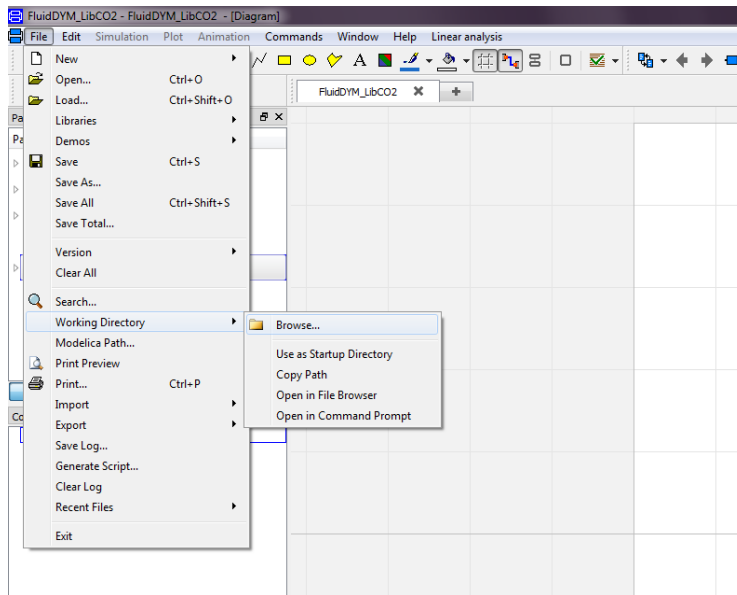 FluidDYM_LibCO2 - FluidDYM_LibCO2 - [Diagram]
File Edit Simulation Plot Animation Commands Window Help Linear analysis
New
Open... Ctrl+O
Load... Ctrl+Shift+O
Libraries
Demos
Save Ctrl+S
Save As...
Save All Ctrl+Shift+S
Save Total...
Version
Clear All
Search...
Working Directory
Modelica Path...
Print Preview
Print... Ctrl+P
Import
Export
Save Log...
Generate Script...
Clear Log
Recent Files
Exit
A
FluidDYM_LibCO2
Pa
Pa
Co
Browse...
Use as Startup Directory
Copy Path
Open in File Browser
Open in Command Prompt